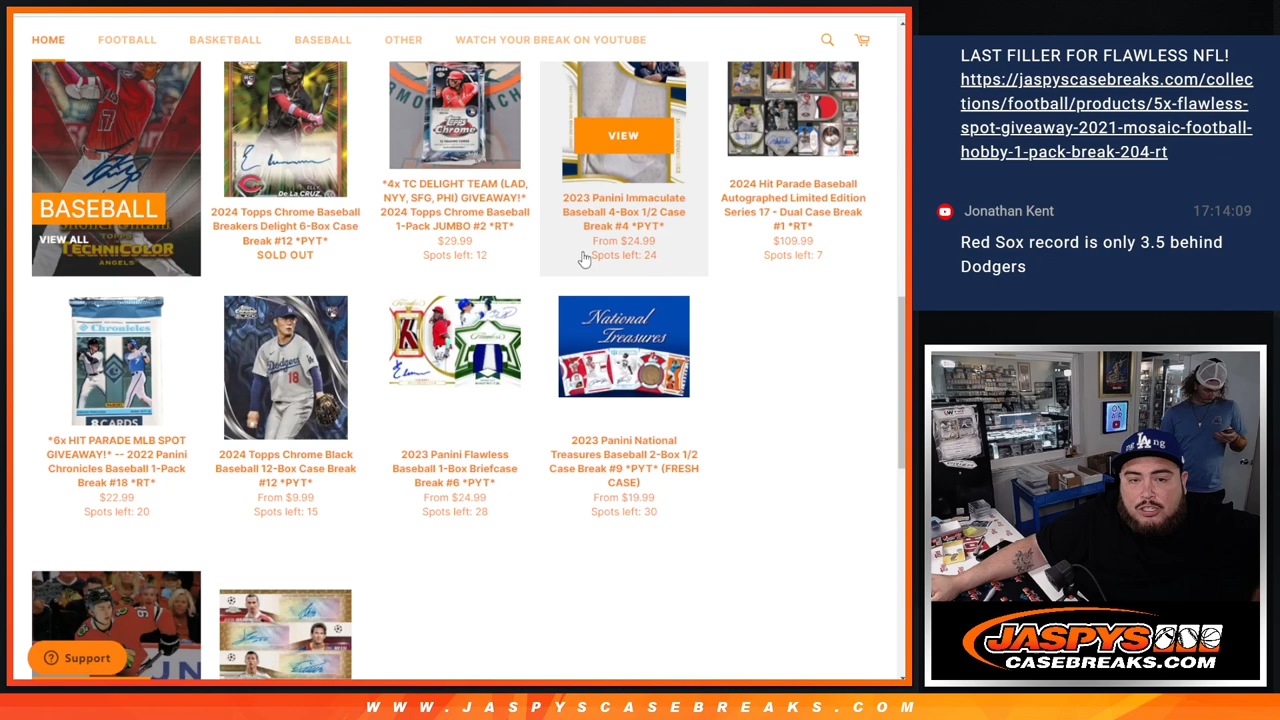 HOME FOOTBALL BASKETBALL BASEBALL OTHER WATCH YOUR BREAK ON YOUTUBE
BASEBALL
VIEW ALL
TECHNICOLOR
ANGELS
2024 Topps Chrome Baseball
Breakers Delight 6-Box Case
Break #12 *PYT*
SOLD OUT
*4x TC DELIGHT TEAM (LAD,
NYY, SFG, PHI) GIVEAWAY!*
2024 Topps Chrome Baseball
1-Pack JUMBO #2 *RT*
$29.99
Spots left: 12
VIEW
2023 Panini Immaculate
Baseball 4-Box 1/2 Case
Break #4 *PYT*
From $24.99
Spots left: 24
2024 Hit Parade Baseball
Autographed Limited Edition
Series 17 - Dual Case Break
#1 *RT*
$109.99
Spots left: 7
*6x HIT PARADE MLB SPOT
GIVEAWAY!* -- 2022 Panini
Chronicles Baseball 1-Pack
Break #18 *RT*
$22.99
Spots left: 20
2024 Topps Chrome Black
Baseball 12-Box Case Break
#12 *PYT*
From $9.99
Spots left: 15
2023 Panini Flawless
Baseball 1-Box Briefcase
Break #6 *PYT*
From $24.99
Spots left: 28
National
Treasures
2023 Panini National
Treasures Baseball 2-Box 1/2
Case Break #9 *PYT* (FRESH
CASE)
From $19.99
Spots left: 30
Support
LAST FILLER FOR FLAWLESS NFL!
https://jaspyscasebreaks.com/collec
tions/football/products/5x-flawless-
spot-giveaway-2021-mosaic-football-
hobby-1-pack-break-204-rt
Jonathan Kent 17:14:09
Red Sox record is only 3.5 behind
Dodgers
ON
AIR
JASPYS
CASEBREAKS.COM
WWW.JASPYSCASEBREAKS.COM